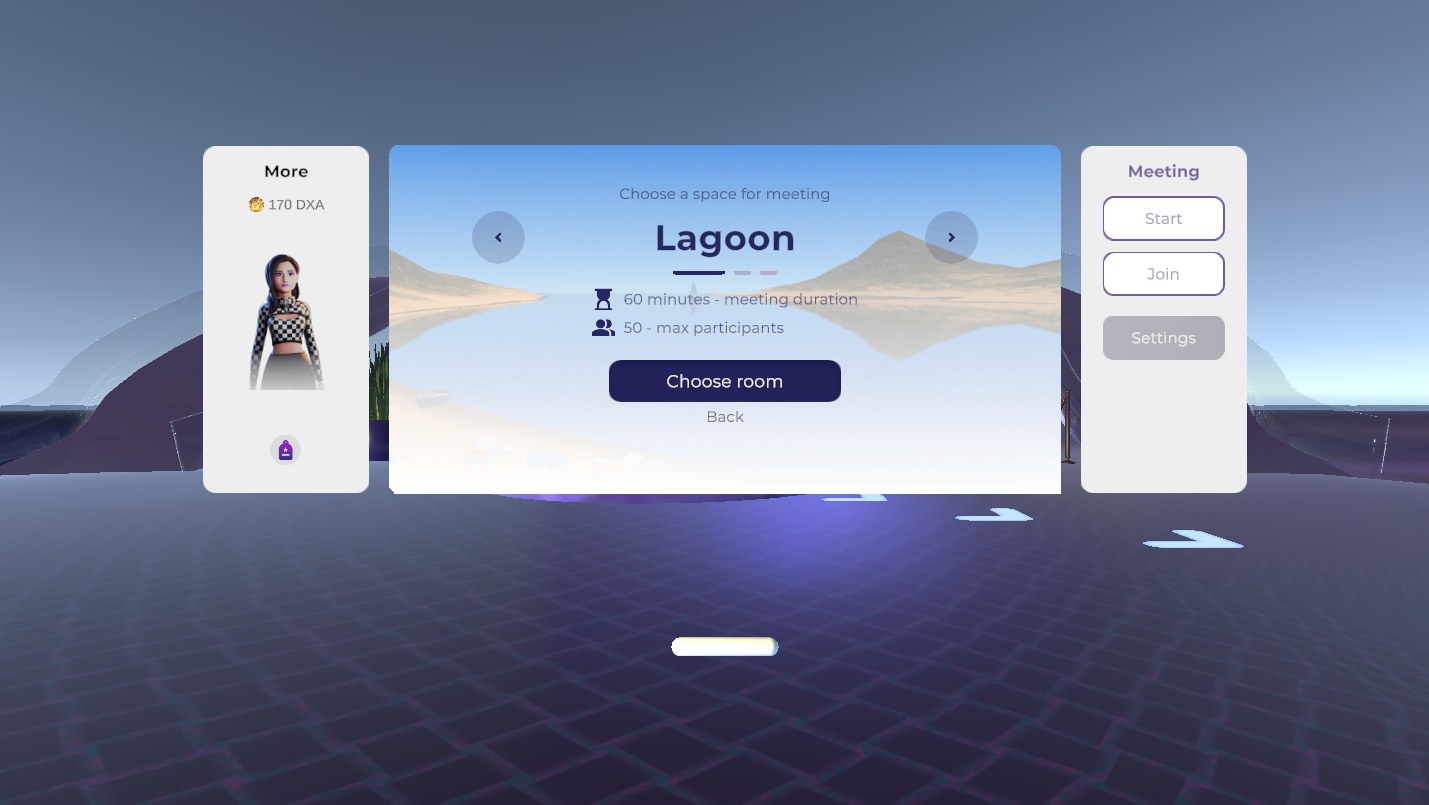 More
170 DXA
Choose a space for meeting
Lagoon
60 minutes - meeting duration
50 - max participants
Choose room
Back
Meeting
Start
Join
Settings